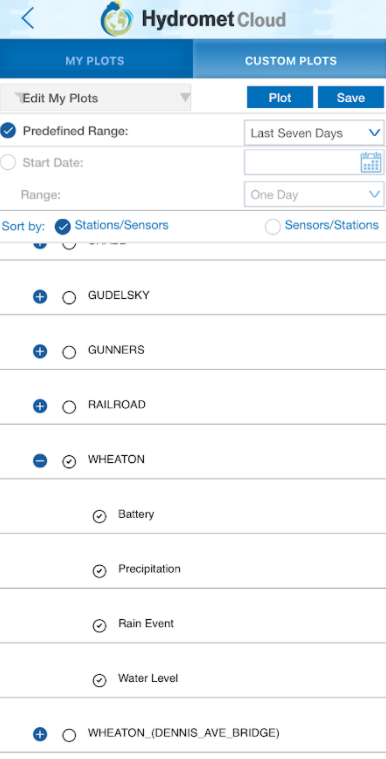 Hydromet Cloud
MY PLOTS
CUSTOM PLOTS
Edit My Plots
Plot
Save
Predefined Range:
Last Seven Days
Start Date:
Range:
One Day
Sort by:
Stations/Sensors
Sensors/Stations
GUDELSKY
GUNNERS
RAILROAD
WHEATON
Battery
Precipitation
Rain Event
Water Level
WHEATON_(DENNIS_AVE_BRIDGE)